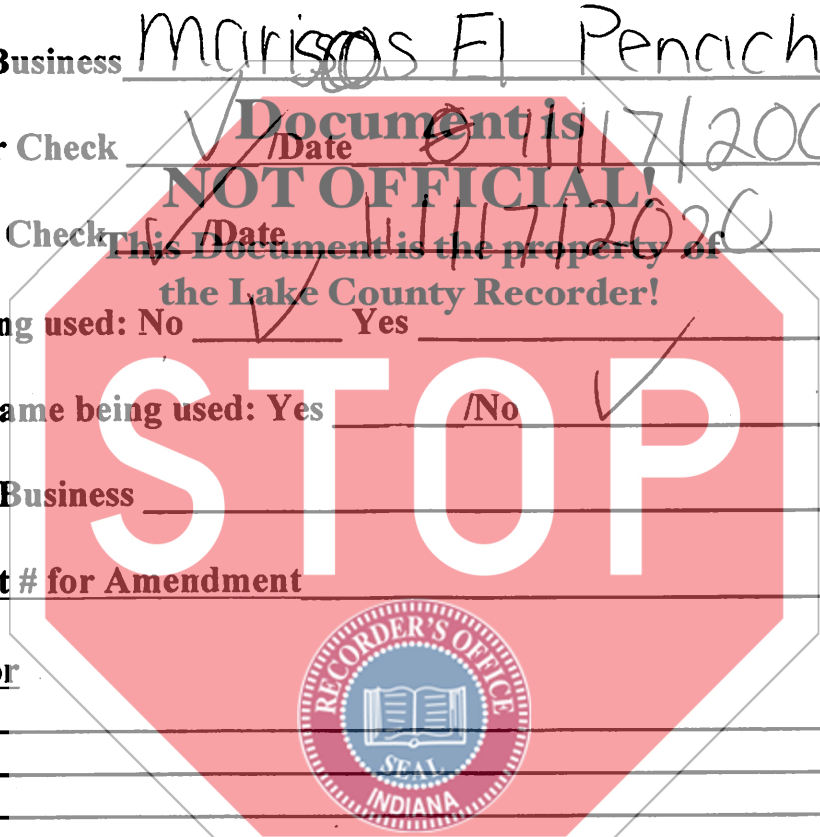 Business Mariscos El Penach
Check ✓ /Date 11/17/200
Document is
NOT OFFICIAL!
Check ✓ /Date 11/17/2020
This Document is the property of
the Lake County Recorder!
ng used: No ✓ Yes
ame being used: Yes /No ✓
STOP
Business
t # for Amendment
or
RECORDER'S OFFICE
SEAL
INDIANA